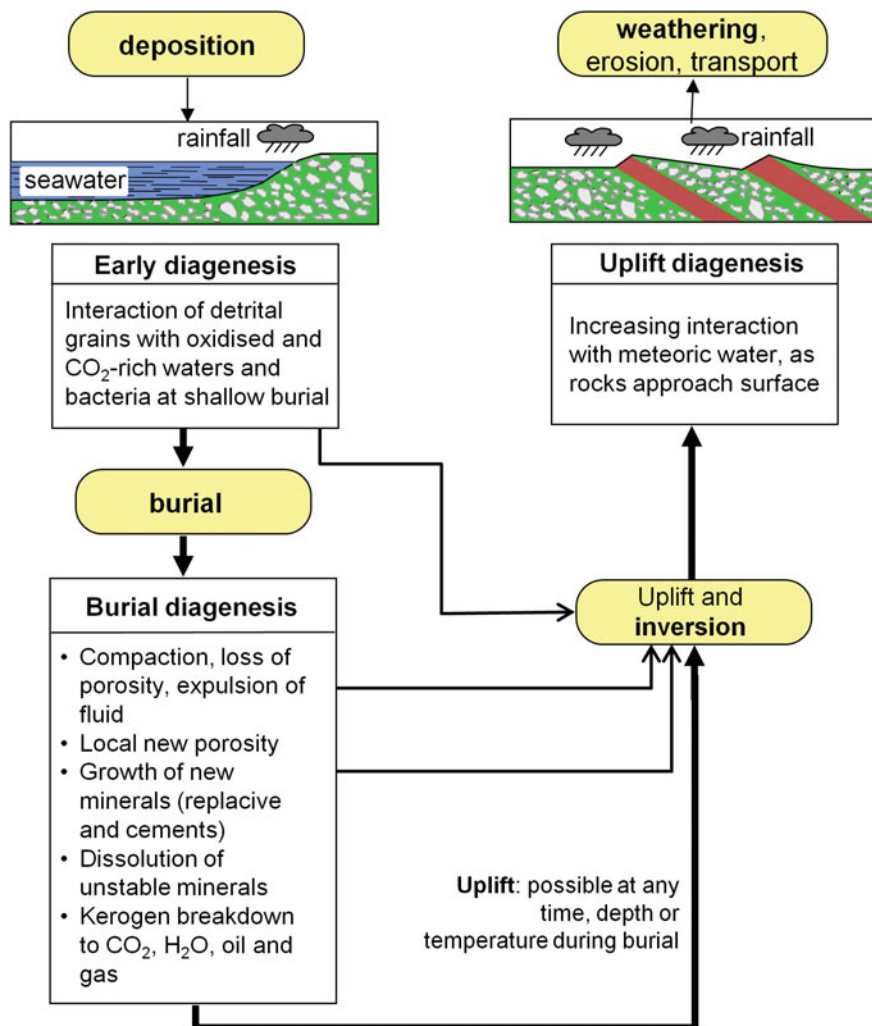 deposition
rainfall
seawater
Early diagenesis
Interaction of detrital
grains with oxidised and
CO₂-rich waters and
bacteria at shallow burial
burial
Burial diagenesis
• Compaction, loss of
porosity, expulsion of
fluid
• Local new porosity
• Growth of new
minerals (replacive
and cements)
• Dissolution of
unstable minerals
• Kerogen breakdown
to CO₂, H₂O, oil and
gas
weathering,
erosion, transport
rainfall
Uplift diagenesis
Increasing interaction
with meteoric water, as
rocks approach surface
Uplift and
inversion
Uplift: possible at any
time, depth or
temperature during burial